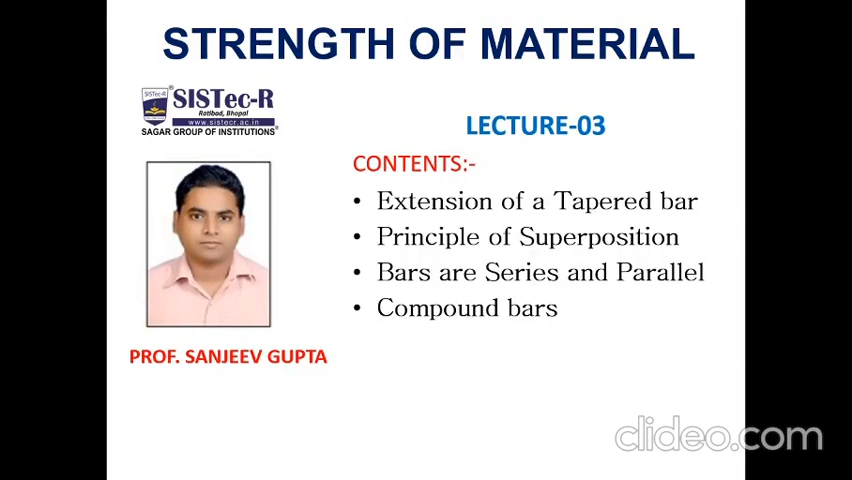 STRENGTH OF MATERIAL
SISTec-R
SISTec-R®
Ratibad, Bhopal
www.sistecr.ac.in
SAGAR GROUP OF INSTITUTIONS®
LECTURE-03
CONTENTS:-
• Extension of a Tapered bar
• Principle of Superposition
• Bars are Series and Parallel
• Compound bars
PROF. SANJEEV GUPTA
clideo.com